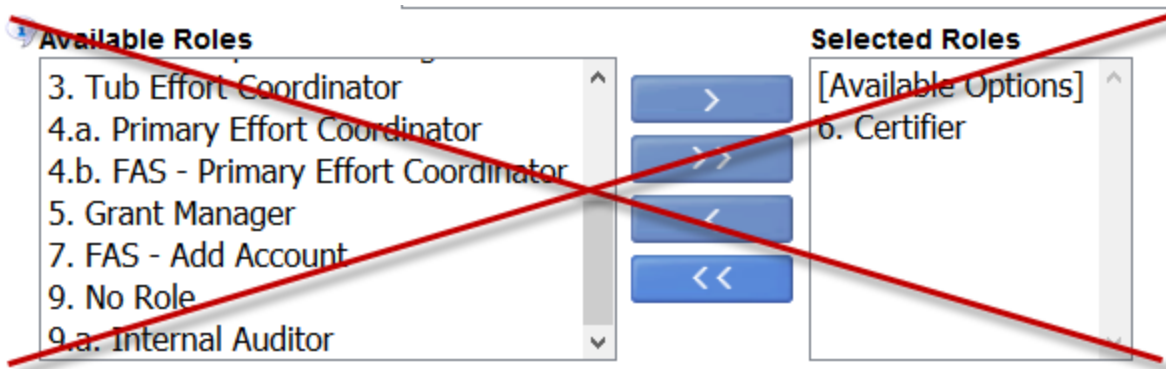 Available Roles
3. Tub Effort Coordinator
4.a. Primary Effort Coordinator
4.b. FAS - Primary Effort Coordinator
5. Grant Manager
7. FAS - Add Account
9. No Role
9.a. Internal Auditor
>
>>
<
<<
Selected Roles
[Available Options]
6. Certifier